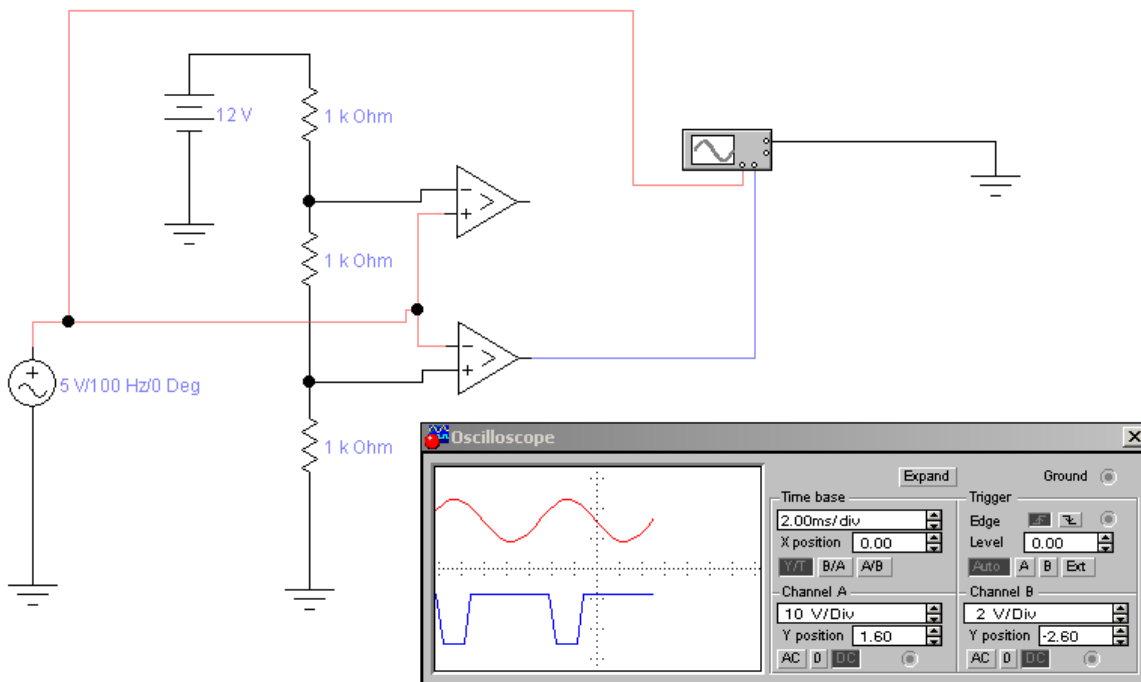 12 V
1 k Ohm
1 k Ohm
5 V/100 Hz/0 Deg
1 k Ohm
Oscilloscope
Expand
Ground
Time base
2.00ms/div
X position 0.00
Y/T B/A A/B
Trigger
Edge
Level 0.00
Auto A B Ext
Channel A
10 V/Div
Y position 1.60
AC 0 DC
Channel B
2 V/Div
Y position -2.60
AC 0 DC